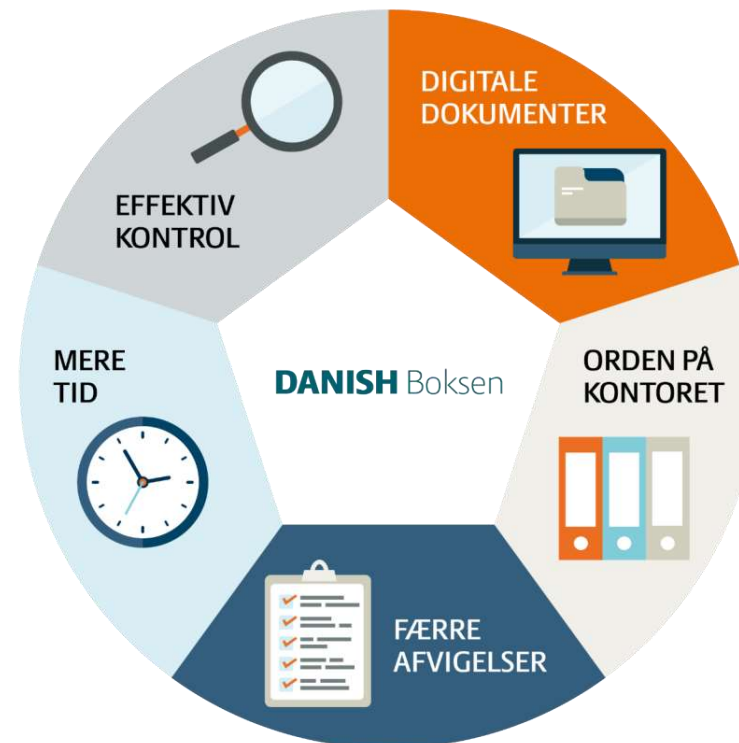 DIGITALE
DOKUMENTER
EFFEKTIV
KONTROL
MERE
TID
DANISH Boksen
ORDEN PÅ
KONTORET
FÆRRE
AFVIGELSER